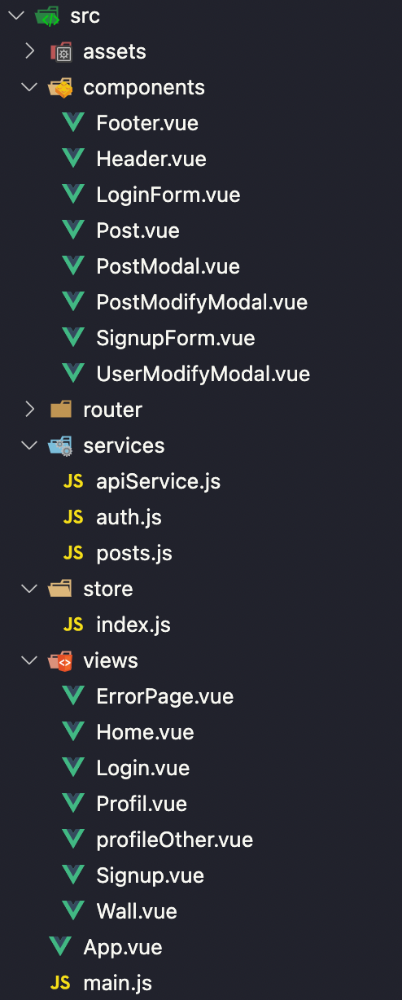 src
assets
components
Footer.vue
Header.vue
LoginForm.vue
Post.vue
PostModal.vue
PostModifyModal.vue
SignupForm.vue
UserModifyModal.vue
router
services
JS apiService.js
JS auth.js
JS posts.js
store
JS index.js
views
ErrorPage.vue
Home.vue
Login.vue
Profil.vue
profileOther.vue
Signup.vue
Wall.vue
App.vue
JS main.js